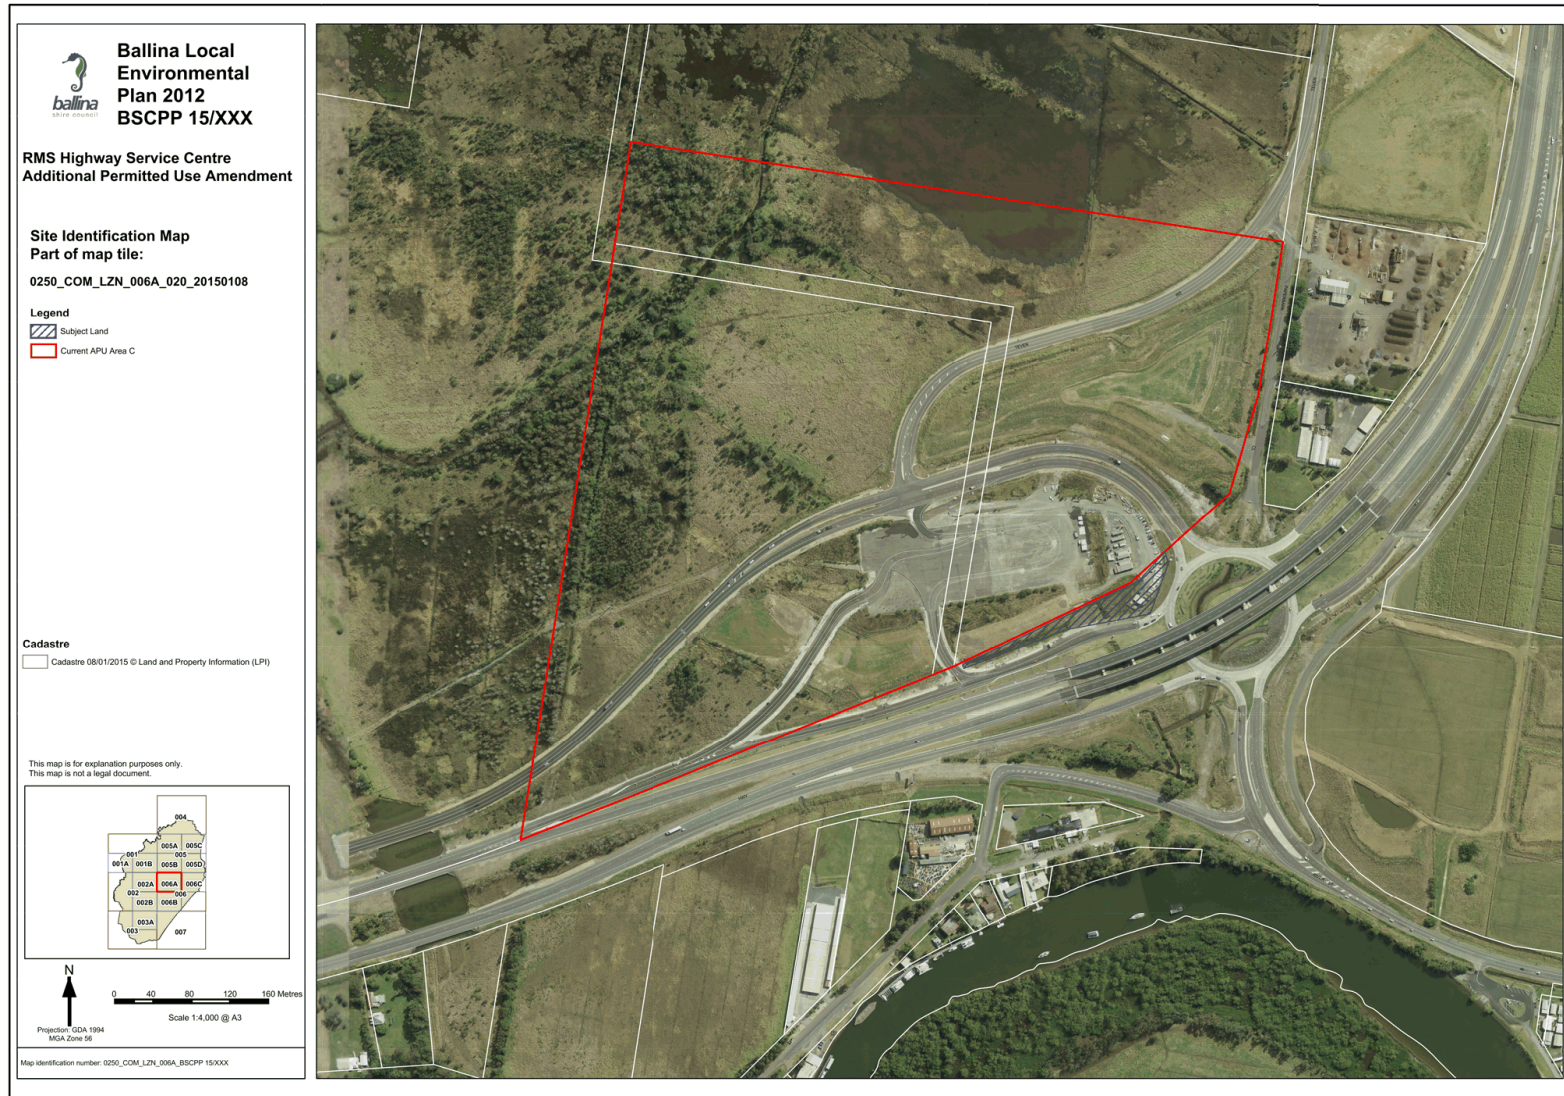 ballina
shire council
Ballina Local
Environmental
Plan 2012
BSCPP 15/XXX
RMS Highway Service Centre
Additional Permitted Use Amendment
Site Identification Map
Part of map tile:
0250_COM_LZN_006A_020_20150108
Legend
Subject Land
Current APU Area C
Cadastre
Cadastre 08/01/2015 © Land and Property Information (LPI)
This map is for explanation purposes only.
This map is not a legal document.
004
005A 005C
001 005
001A 001B 005B 005D
002A 006A 006C
002 006
002B 006B
003A
003 007
N
0 40 80 120 160 Metres
Scale 1:4,000 @ A3
Projection: GDA 1994
MGA Zone 56
Map identification number: 0250_COM_LZN_006A_BSCPP 15/XXX
RD
TEVEN
HWY